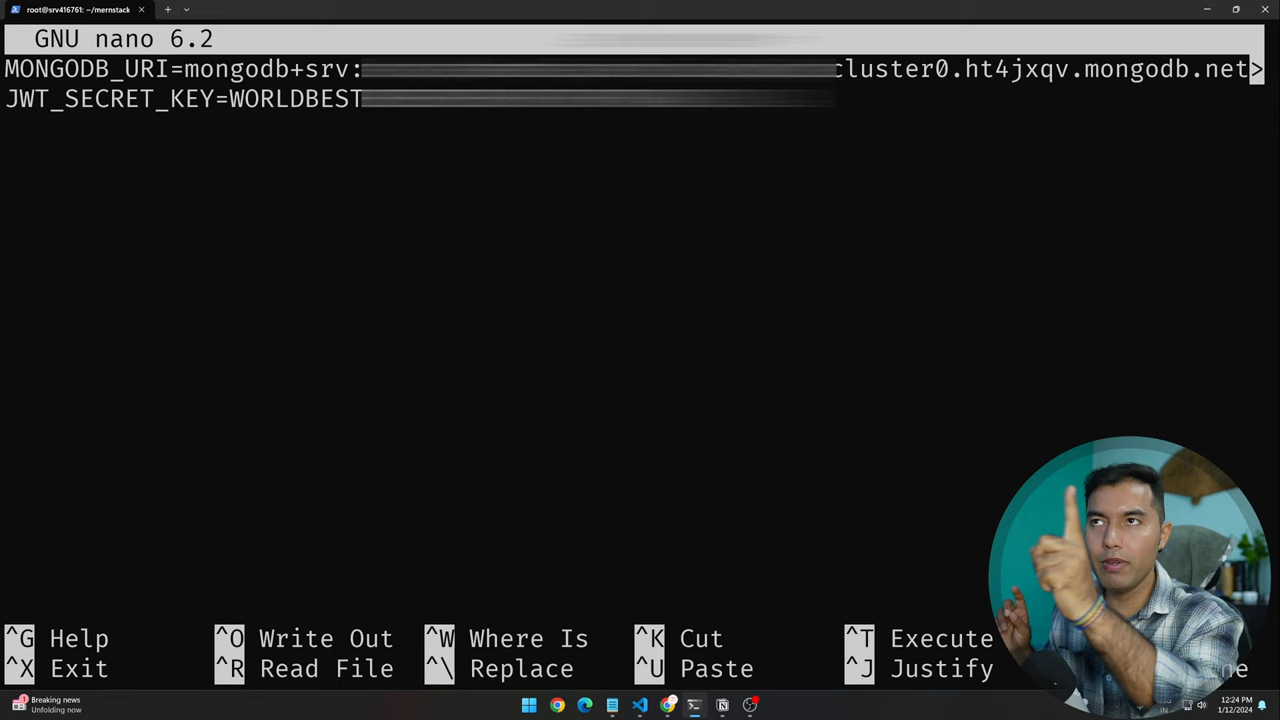 root@srv416761: ~/mernstack
GNU nano 6.2
MONGODB_URI=mongodb+srv: cluster0.ht4jxqv.mongodb.net>
JWT_SECRET_KEY=WORLDBEST
^G Help ^O Write Out ^W Where Is ^K Cut ^T Execute
^X Exit ^R Read File ^\ Replace ^U Paste ^J Justify
1
Breaking news
Unfolding now
IN
12:24 PM
1/12/2024